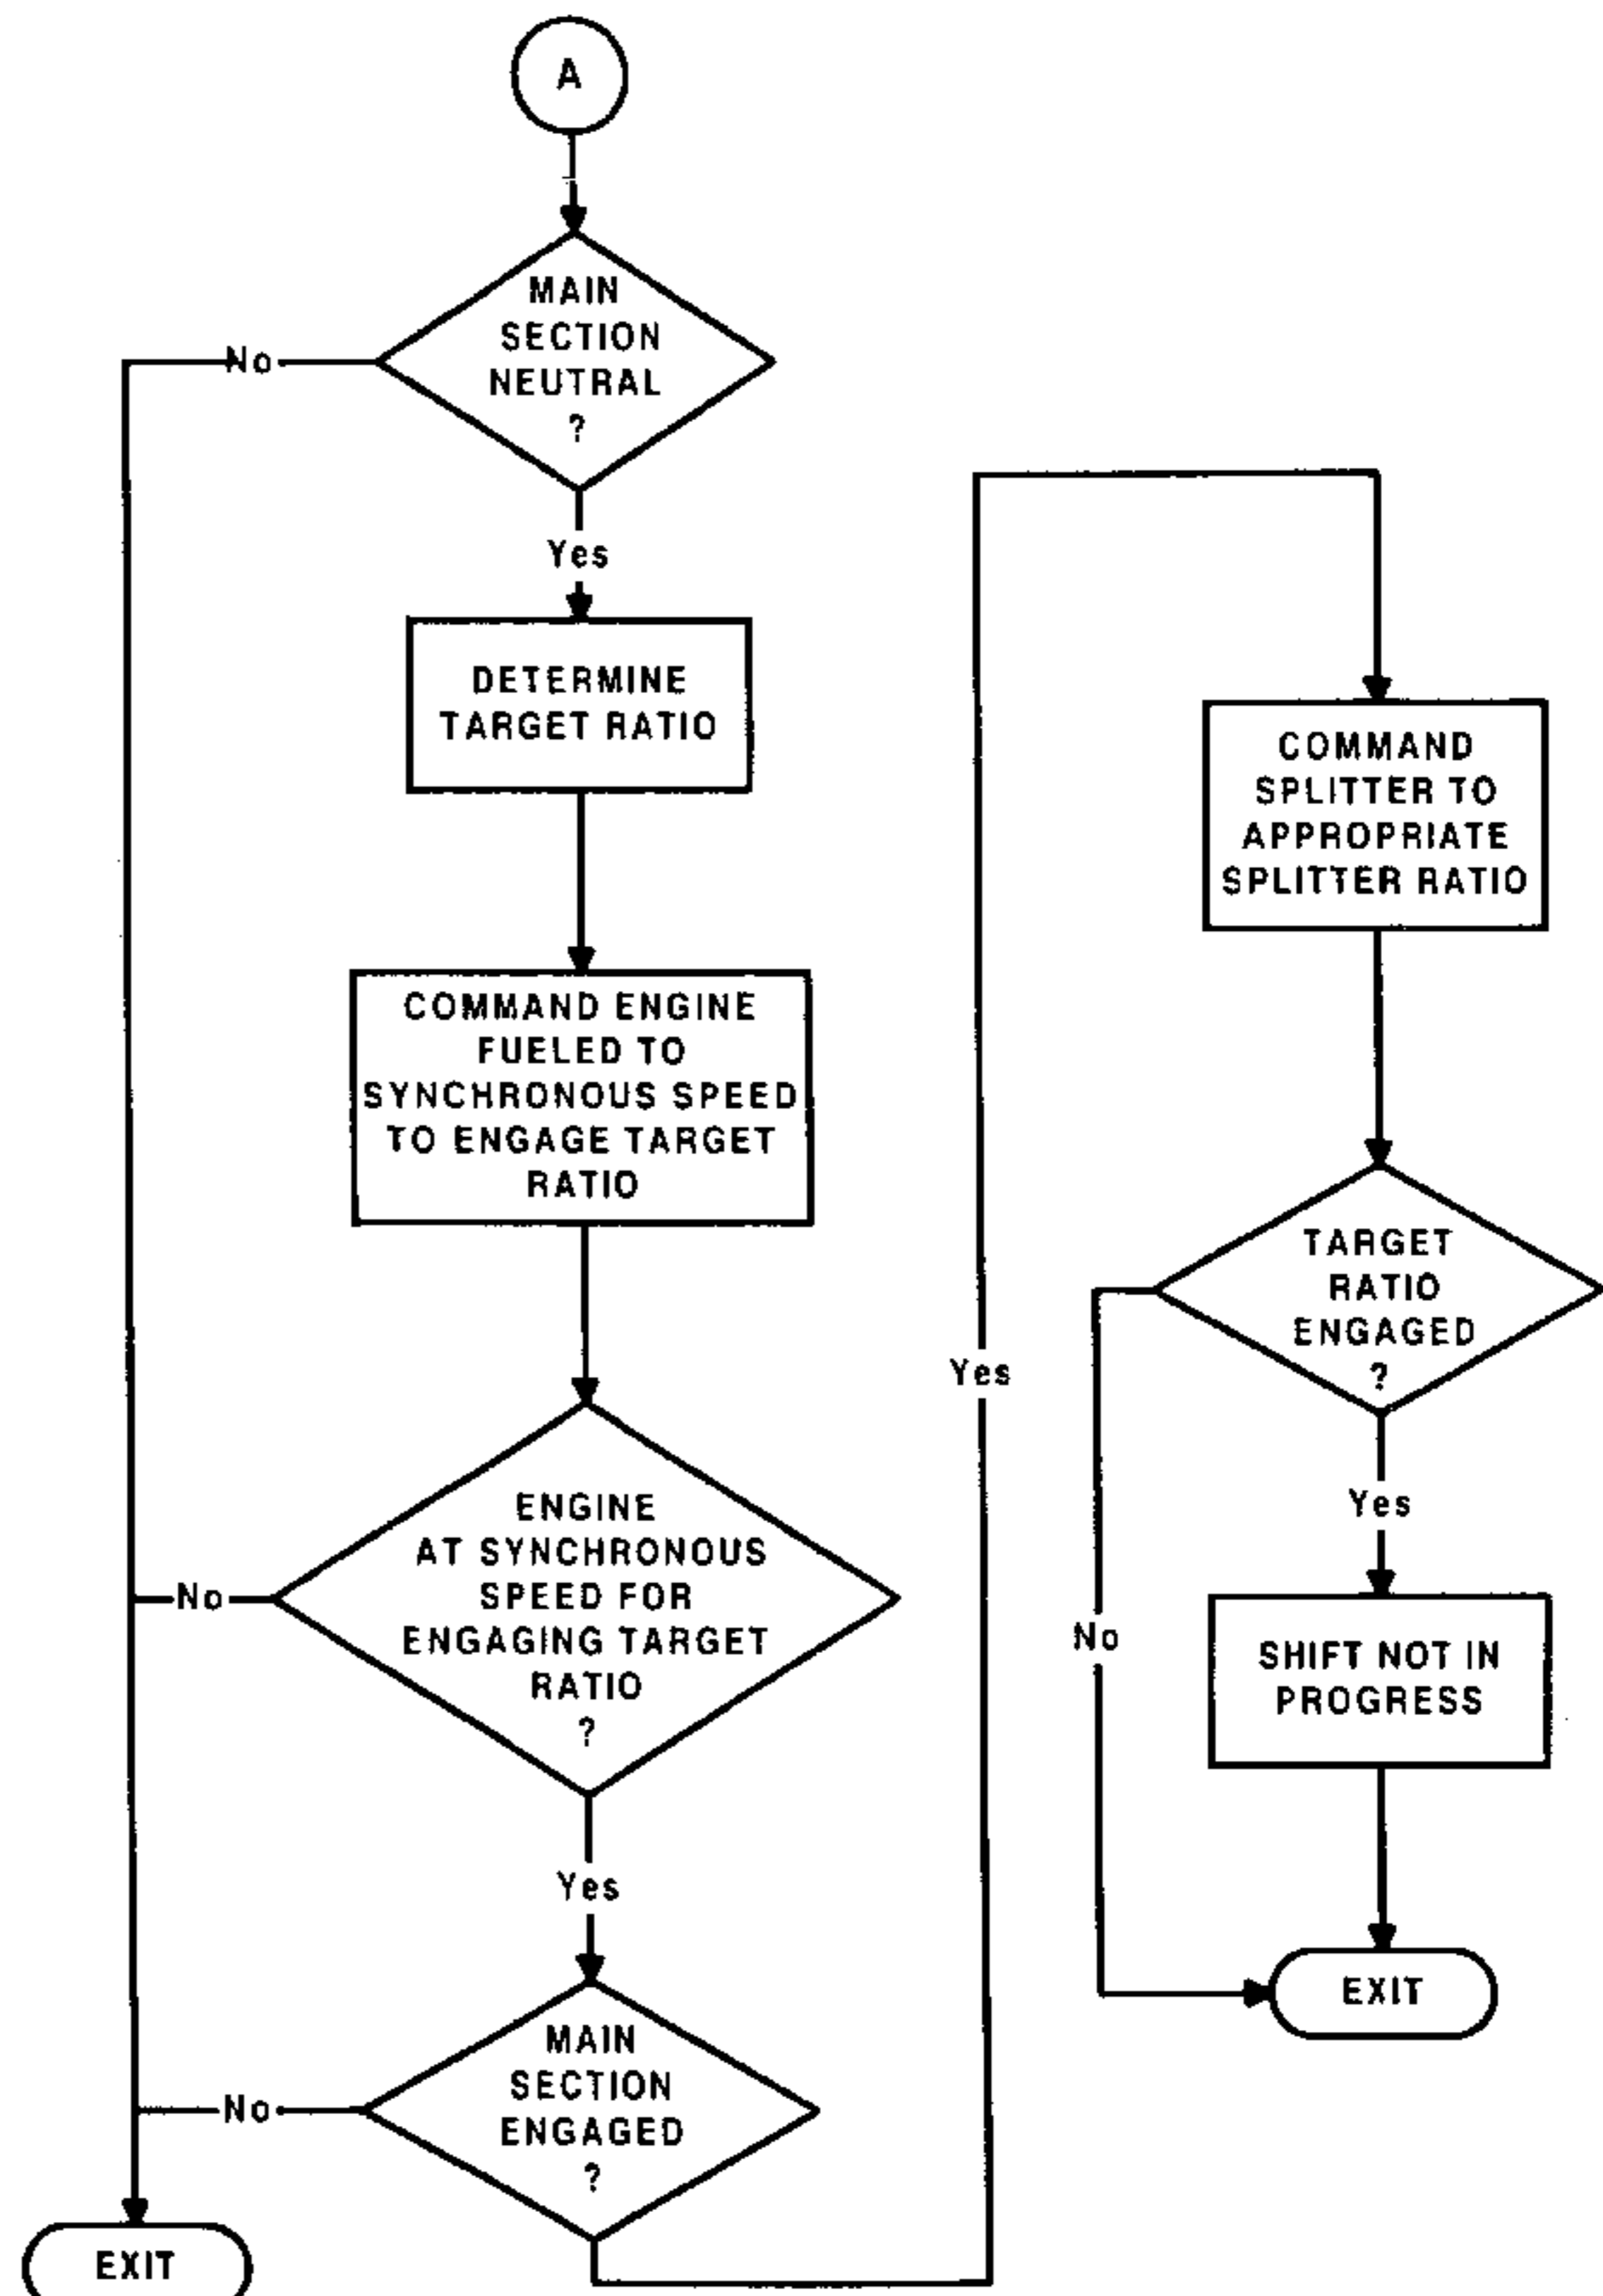 A
MAIN
SECTION
NEUTRAL
?
No
Yes
DETERMINE
TARGET RATIO
COMMAND ENGINE
FUELED TO
SYNCHRONOUS SPEED
TO ENGAGE TARGET
RATIO
ENGINE
AT SYNCHRONOUS
SPEED FOR
ENGAGING TARGET
RATIO
?
No
Yes
MAIN
SECTION
ENGAGED
?
No
EXIT
Yes
COMMAND
SPLITTER TO
APPROPRIATE
SPLITTER RATIO
TARGET
RATIO
ENGAGED
?
Yes
No
SHIFT NOT IN
PROGRESS
EXIT